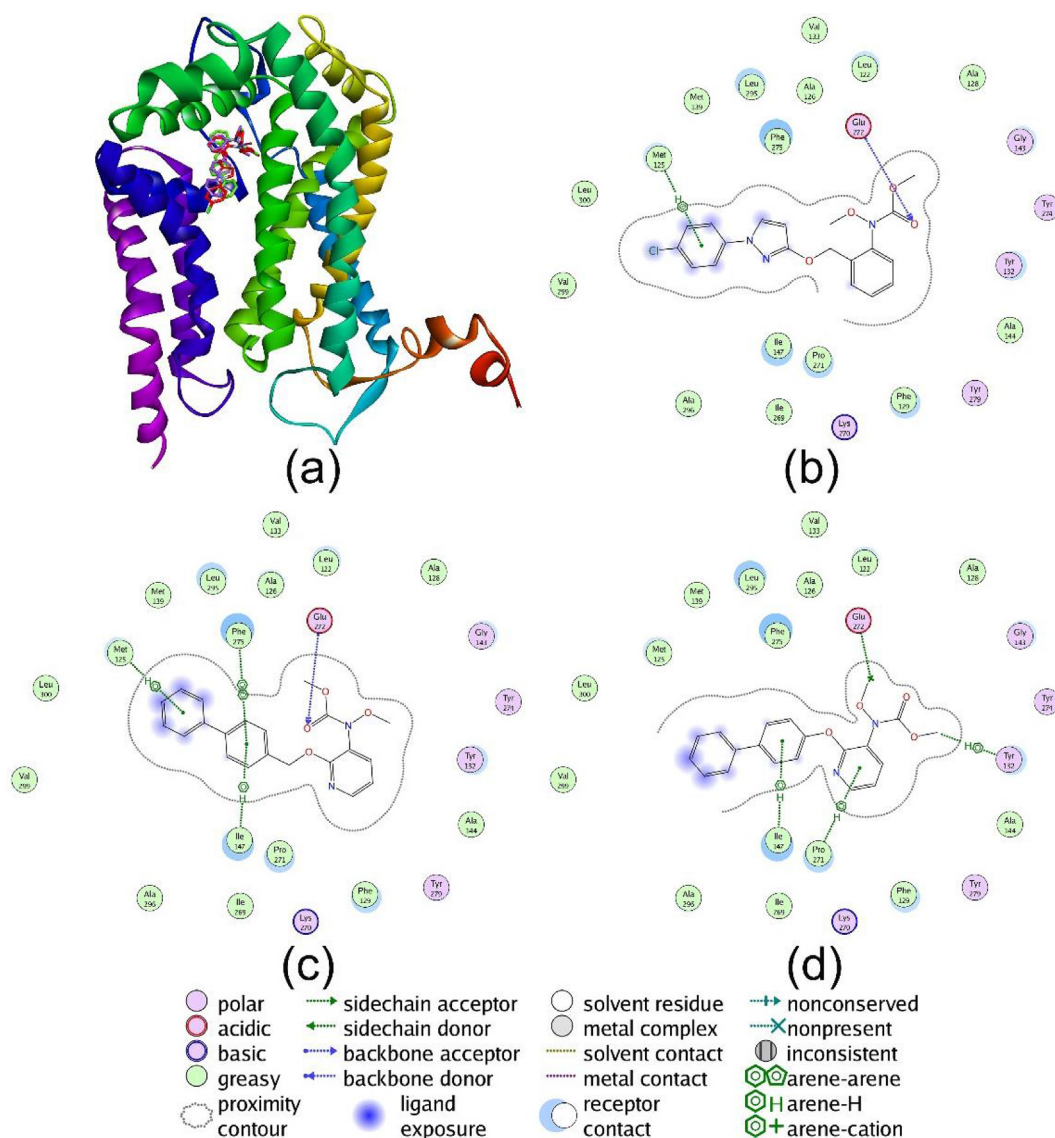 (a)
Val
133
Leu
122
Ala
128
Leu
295
Ala
126
Met
139
Glu
272
Gly
143
Phe
275
Met
125
H
Leu
300
Tyr
274
O
O
N
O
Cl
N
N
O
Tyr
132
Val
299
Ile
147
Pro
271
Ala
144
Ala
296
Ile
269
Phe
129
Tyr
279
Lys
270
(b)
Val
133
Leu
122
Ala
128
Leu
295
Ala
126
Met
139
Glu
272
Phe
275
Gly
143
Met
125
H
Leu
300
O
O
N
O
O
N
Tyr
274
Tyr
132
H
Val
299
Ile
147
Pro
271
Ala
144
Ala
296
Ile
269
Phe
129
Tyr
279
Lys
270
(c)
Val
133
Leu
122
Ala
128
Leu
295
Ala
126
Met
139
Glu
272
Phe
275
Gly
143
Met
125
Leu
300
O
O
N
O
O
N
Tyr
274
H
Tyr
132
Val
299
H
H
Ile
147
Pro
271
Ala
144
Ala
296
Ile
269
Phe
129
Tyr
279
Lys
270
(d)
polar
acidic
basic
greasy
proximity
contour
sidechain acceptor
sidechain donor
backbone acceptor
backbone donor
ligand
exposure
solvent residue
metal complex
solvent contact
metal contact
receptor
contact
nonconserved
nonpresent
inconsistent
arene-arene
H arene-H
+ arene-cation